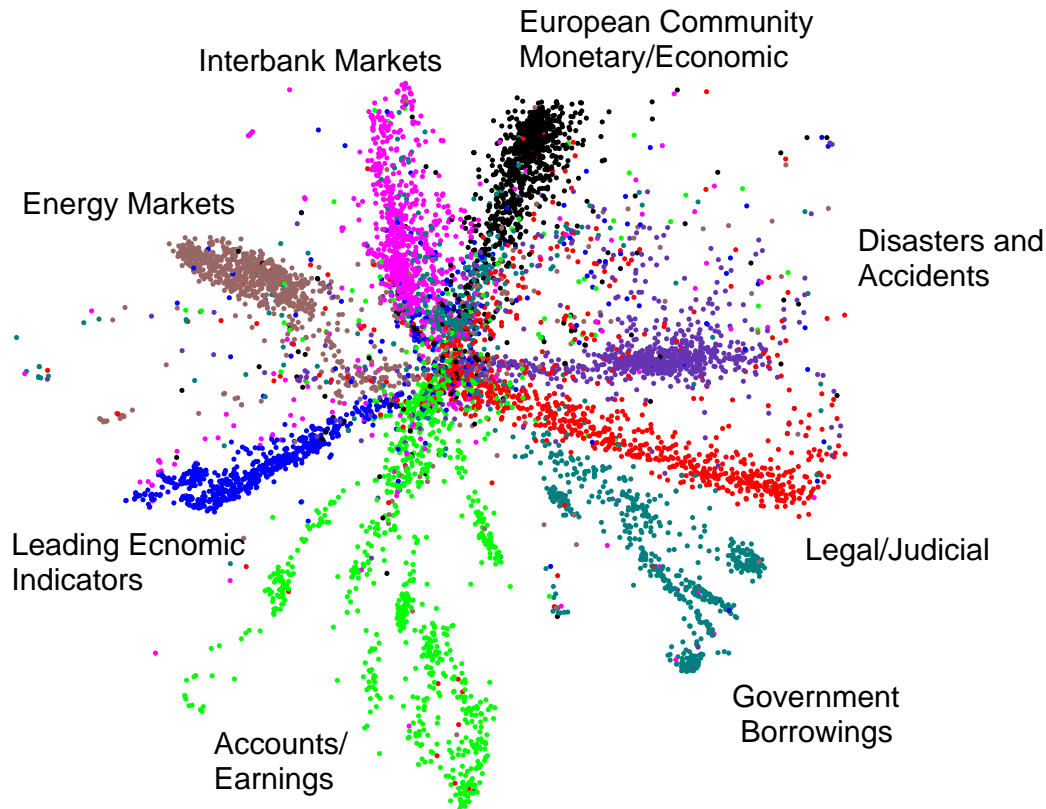 European Community
Monetary/Economic
Interbank Markets
Energy Markets
Disasters and
Accidents
Leading Ecnomic
Indicators
Legal/Judicial
Government
Borrowings
Accounts/
Earnings